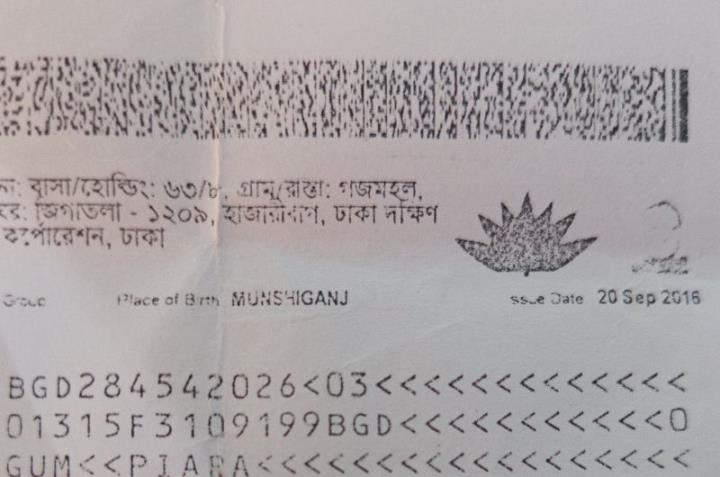 বাসা/হোল্ডিং: ৬৩/৮, গ্রাম/রাস্তা: গজমহল,
জিগাতলা - ১২০৯, হাজারীবাগ, ঢাকা দক্ষিণ
কর্পোরেশন, ঢাকা
Group Place of Birth MUNSHIGANJ Issue Date 20 Sep 2016
BGD284542026<03<<<<<<<<<<<<<<
01315F3109199BGD<<<<<<<<<<<0
GUM<<PIARA<<<<<<<<<<<<<<<<<<<